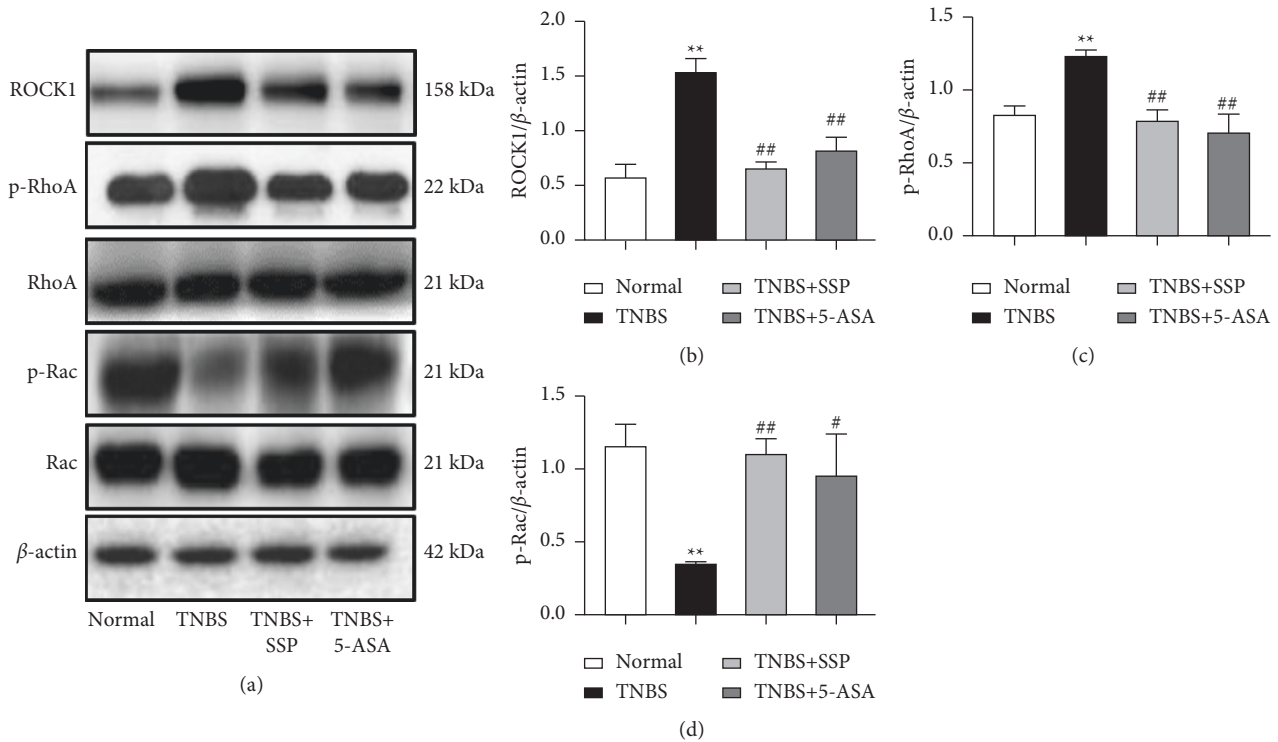 ROCK1 158 kDa
p-RhoA 22 kDa
RhoA 21 kDa
p-Rac 21 kDa
Rac 21 kDa
β-actin 42 kDa
Normal TNBS TNBS+ TNBS+
SSP 5-ASA
(a)
ROCK1/β-actin
2.0
1.5
1.0
0.5
0.0
**
##
##
Normal TNBS+SSP
TNBS TNBS+5-ASA
(b)
p-RhoA/β-actin
1.5
1.0
0.5
0.0
**
##
##
Normal TNBS+SSP
TNBS TNBS+5-ASA
(c)
p-Rac/β-actin
1.5
1.0
0.5
0.0
**
##
#
Normal TNBS+SSP
TNBS TNBS+5-ASA
(d)